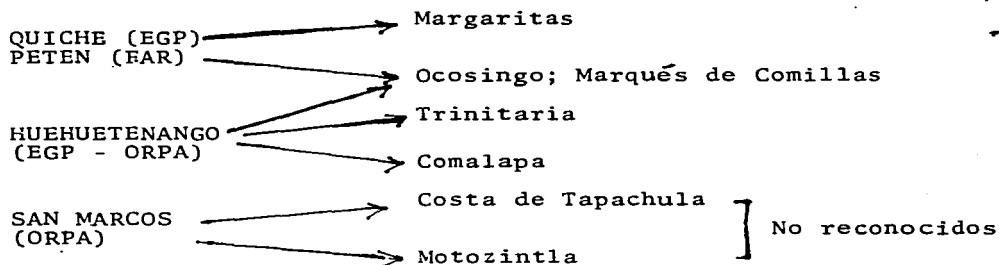 Margaritas
QUICHE (EGP)
PETEN (FAR)
Ocosingo; Marqués de Comillas
Trinitaria
HUEHUETENANGO
(EGP - ORPA)
Comalapa
Costa de Tapachula
SAN MARCOS
(ORPA)
No reconocidos
Motozintla